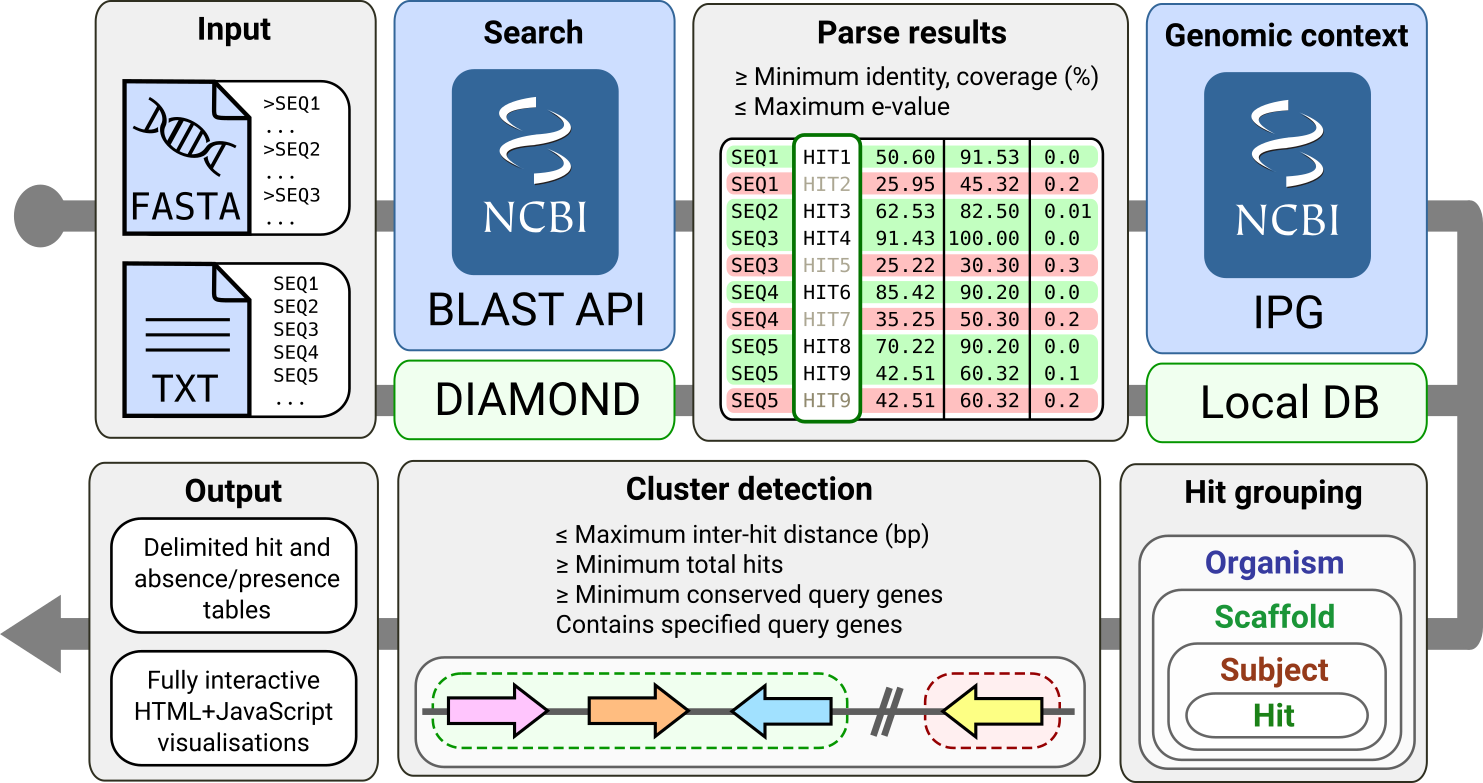 Input
>SEQ1
...
>SEQ2
...
>SEQ3
...
FASTA
SEQ1
SEQ2
SEQ3
SEQ4
SEQ5
...
TXT
Search
NCBI
BLAST API
DIAMOND
Parse results
≥ Minimum identity, coverage (%)
≤ Maximum e-value
SEQ1 HIT1 50.60 91.53 0.0
SEQ1 HIT2 25.95 45.32 0.2
SEQ2 HIT3 62.53 82.50 0.01
SEQ3 HIT4 91.43 100.00 0.0
SEQ3 HIT5 25.22 30.30 0.3
SEQ4 HIT6 85.42 90.20 0.0
SEQ4 HIT7 35.25 50.30 0.2
SEQ5 HIT8 70.22 90.20 0.0
SEQ5 HIT9 42.51 60.32 0.1
SEQ5 HIT9 42.51 60.32 0.2
Genomic context
NCBI
IPG
Local DB
Hit grouping
Organism
Scaffold
Subject
Hit
Cluster detection
≤ Maximum inter-hit distance (bp)
≥ Minimum total hits
≥ Minimum conserved query genes
Contains specified query genes
Output
Delimited hit and
absence/presence
tables
Fully interactive
HTML+JavaScript
visualisations